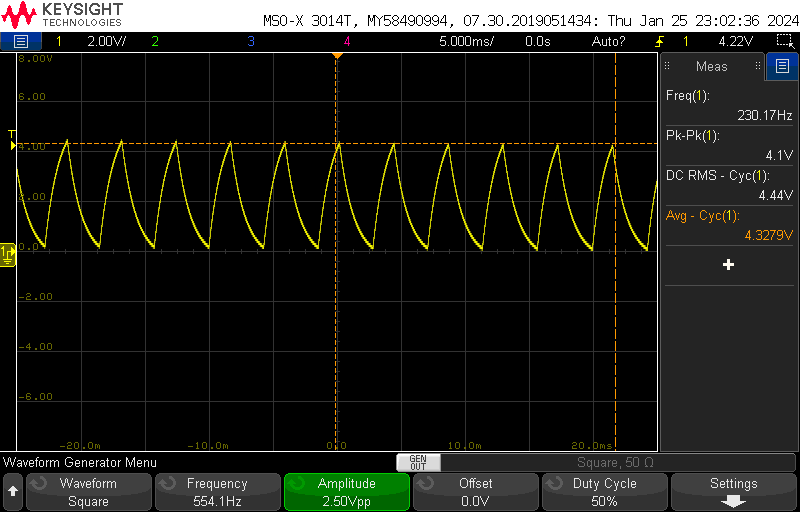 KEYSIGHT
TECHNOLOGIES
MSO-X 3014T, MY58490994, 07.30.2019051434: Thu Jan 25 23:02:36 2024
1 2.00V/ 2 3 4 5.000ms/ 0.0s Auto? 1 4.22V
8.00V
6.00
4.00
2.00
0.0
-2.00
-4.00
-6.00
-20.0m -10.0m 0.0 10.0m 20.0ms
T
1
Meas
Freq(1):
230.17Hz
Pk-Pk(1):
4.1V
DC RMS - Cyc(1):
4.44V
Avg - Cyc(1):
4.3279V
+
Waveform Generator Menu
GEN
OUT
Square, 50 Ω
Waveform
Square
Frequency
554.1Hz
Amplitude
2.50Vpp
Offset
0.0V
Duty Cycle
50%
Settings